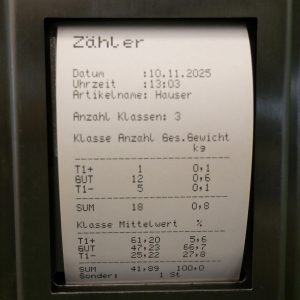 Zähler
Datum :10.11.2025
Uhrzeit :13:03
Artikelname: Hauser
Anzahl Klassen: 3
Klasse Anzahl Ges.Gewicht
kg
T1+ 1 0,1
GUT 12 0,6
T1- 5 0,1
SUM 18 0,8
Klasse Mittelwert %
T1+ 61,20 5,6
GUT 47,23 66,7
T1- 25,22 27,8
SUM 41,89 100,0
Sonder: 1 St